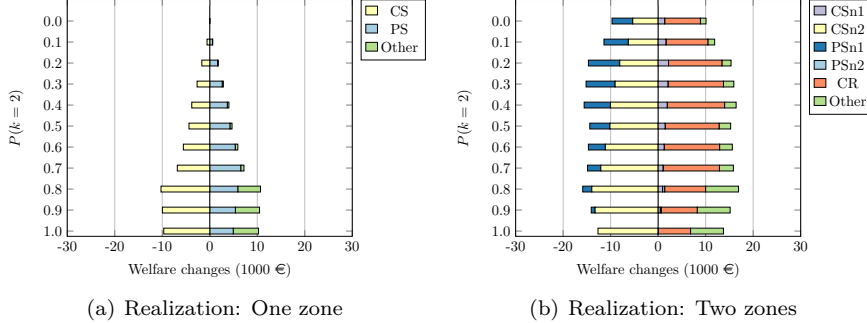 0.0
0.1
0.2
0.3
0.4
0.5
0.6
0.7
0.8
0.9
1.0
P(k = 2)
-30 -20 -10 0 10 20 30
Welfare changes (1000 €)
CS
PS
Other
(a) Realization: One zone
0.0
0.1
0.2
0.3
0.4
0.5
0.6
0.7
0.8
0.9
1.0
P(k = 2)
-30 -20 -10 0 10 20 30
Welfare changes (1000 €)
CSn1
CSn2
PSn1
PSn2
CR
Other
(b) Realization: Two zones